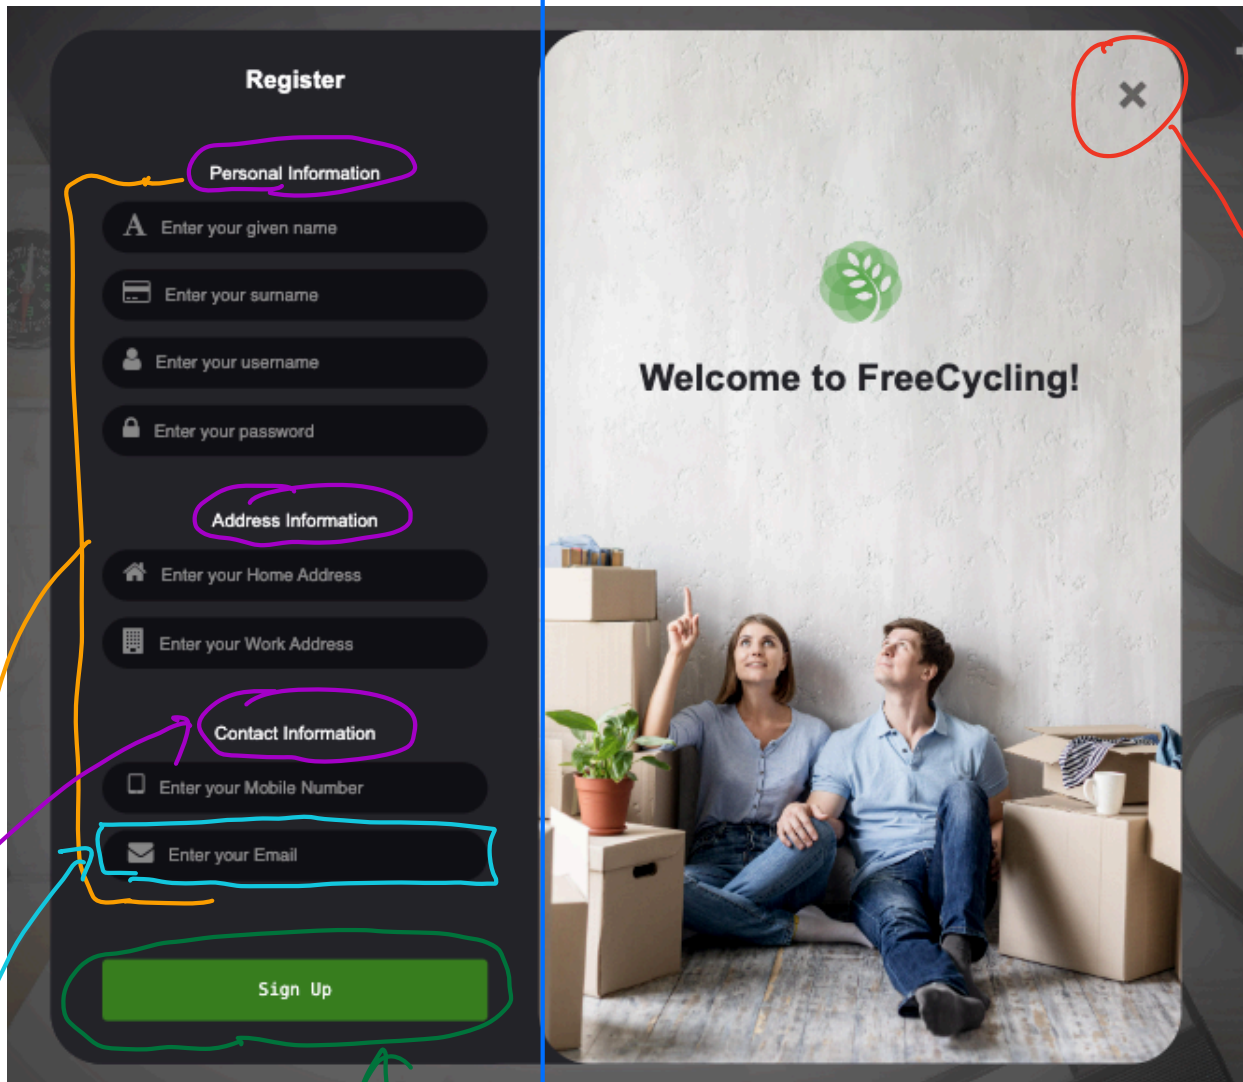 Register
Personal Information
Enter your given name
Enter your surname
Enter your username
Enter your password
Address Information
Enter your Home Address
Enter your Work Address
Contact Information
Enter your Mobile Number
Enter your Email
Sign Up
Welcome to FreeCycling!